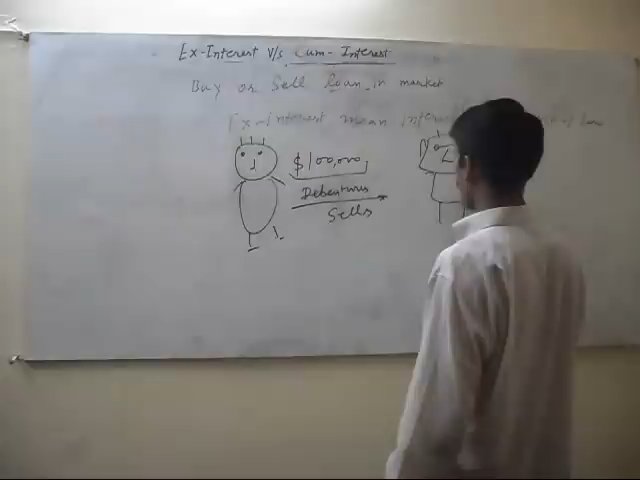 Ex-Interest V/s Cum-Interest
Buy or Sell loan in market
Ex-interest mean
$100,000,
Debentures
Sells